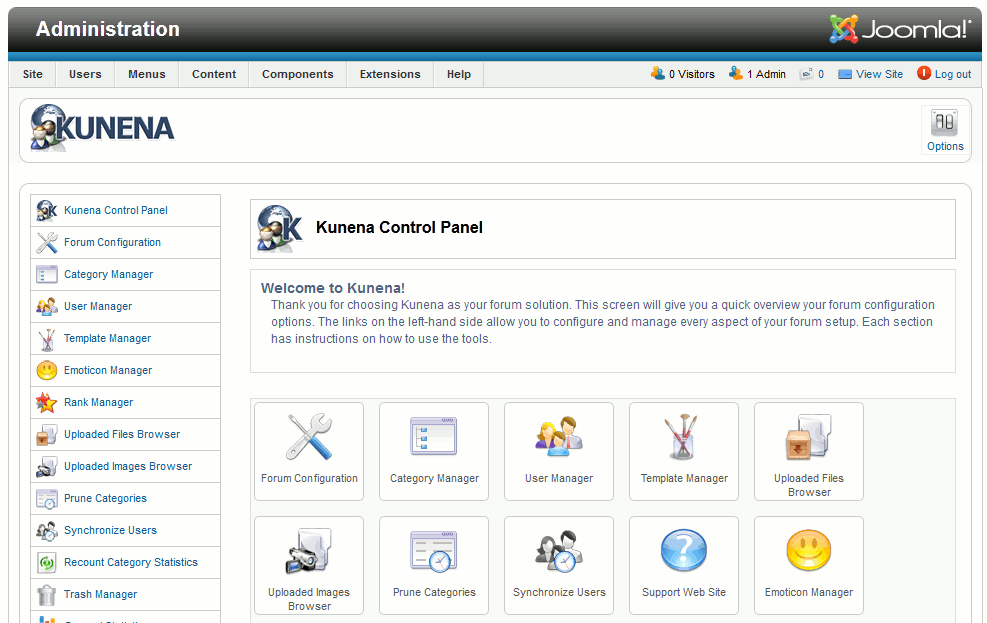 Administration
Joomla!
Site Users Menus Content Components Extensions Help 0 Visitors 1 Admin 0 View Site Log out
KUNENA
Options
Kunena Control Panel
Forum Configuration
Category Manager
User Manager
Template Manager
Emoticon Manager
Rank Manager
Uploaded Files Browser
Uploaded Images Browser
Prune Categories
Synchronize Users
Recount Category Statistics
Trash Manager
Kunena Control Panel
Welcome to Kunena!
Thank you for choosing Kunena as your forum solution. This screen will give you a quick overview your forum configuration
options. The links on the left-hand side allow you to configure and manage every aspect of your forum setup. Each section
has instructions on how to use the tools.
Forum Configuration
Category Manager
User Manager
Template Manager
Uploaded Files
Browser
Uploaded Images
Browser
Prune Categories
Synchronize Users
Support Web Site
Emoticon Manager